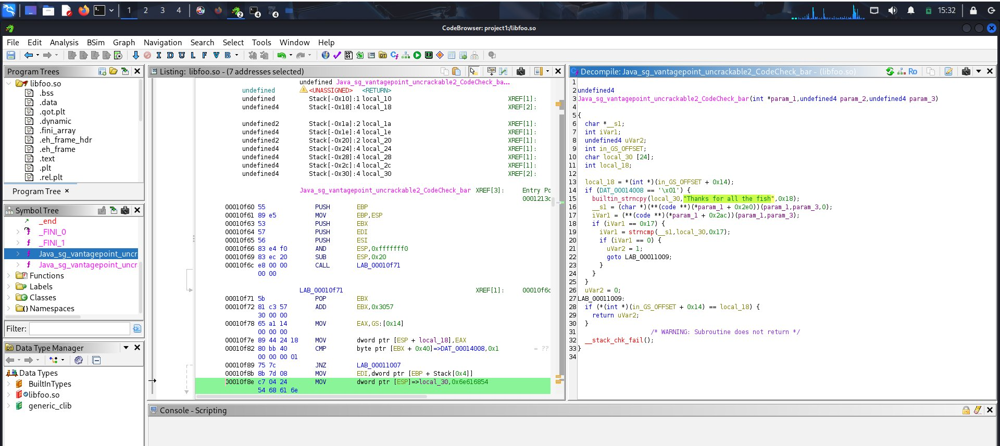 1 2 3 4 2 4 4 15:32
CodeBrowser: project1:/libfoo.so
File Edit Analysis BSim Graph Navigation Search Select Tools Window Help
I D U L F V B
Program Trees
libfoo.so
.bss
.data
.got.plt
.dynamic
.fini_array
.eh_frame_hdr
.eh_frame
.text
.plt
.rel.plt
Program Tree ×
Symbol Tree
_end
_FINI_0
_FINI_1
Java_sg_vantagepoint_uncr
Java_sg_vantagepoint_uncr
Functions
Labels
Classes
Namespaces
Filter:
Data Type Manager
Data Types
BuiltInTypes
libfoo.so
generic_clib
Listing: libfoo.so - (7 addresses selected)
undefined Java_sg_vantagepoint_uncrackable2_CodeCheck_ba...
undefined <UNASSIGNED> <RETURN>
undefined Stack[-0x10]:1 local_10 XREF[1]:
undefined4 Stack[-0x18]:4 local_18 XREF[2]:
undefined2 Stack[-0x1a]:2 local_1a XREF[1]:
undefined4 Stack[-0x1e]:4 local_1e XREF[1]:
undefined2 Stack[-0x20]:2 local_20 XREF[1]:
undefined4 Stack[-0x24]:4 local_24 XREF[1]:
undefined4 Stack[-0x28]:4 local_28 XREF[1]:
undefined4 Stack[-0x2c]:4 local_2c XREF[1]:
undefined4 Stack[-0x30]:4 local_30 XREF[2]:
Java_sg_vantagepoint_uncrackable2_CodeCheck_bar XREF[3]: Entry Po
0001213c
00010f60 55 PUSH EBP
00010f61 89 e5 MOV EBP,ESP
00010f63 53 PUSH EBX
00010f64 57 PUSH EDI
00010f65 56 PUSH ESI
00010f66 83 e4 f0 AND ESP,0xfffffff0
00010f69 83 ec 20 SUB ESP,0x20
00010f6c e8 00 00 CALL LAB_00010f71
00 00
LAB_00010f71 XREF[1]: 00010f6c
00010f71 5b POP EBX
00010f72 81 c3 57 ADD EBX,0x3057
30 00 00
00010f78 65 a1 14 MOV EAX,GS:[0x14]
00 00 00
00010f7e 89 44 24 18 MOV dword ptr [ESP + local_18],EAX
00010f82 80 bb 40 CMP byte ptr [EBX + 0x40]=>DAT_00014008,0x1 = ??
00 00 00 01
00010f89 75 7c JNZ LAB_00011007
00010f8b 8b 7d 08 MOV EDI,dword ptr [EBP + Stack[0x4]]
00010f8e c7 04 24 MOV dword ptr [ESP]=>local_30,0x6e616854
54 68 61 6e
Decompile: Java_sg_vantagepoint_uncrackable2_CodeCheck_bar - (libfoo.so)
Ro
1
2 undefined4
3 Java_sg_vantagepoint_uncrackable2_CodeCheck_bar(int *param_1,undefined4 param_2,undefined4 param_3)
4
5 {
6 char *__s1;
7 int iVar1;
8 undefined4 uVar2;
9 int in_GS_OFFSET;
10 char local_30 [24];
11 int local_18;
12
13 local_18 = *(int *)(in_GS_OFFSET + 0x14);
14 if (DAT_00014008 == '\x01') {
15 builtin_strncpy(local_30,"Thanks for all the fish",0x18);
16 __s1 = (char *)(**(code **)(*param_1 + 0x2e0))(param_1,param_3,0);
17 iVar1 = (**(code **)(*param_1 + 0x2ac))(param_1,param_3);
18 if (iVar1 == 0x17) {
19 iVar1 = strncmp(__s1,local_30,0x17);
20 if (iVar1 == 0) {
21 uVar2 = 1;
22 goto LAB_00011009;
23 }
24 }
25 }
26 uVar2 = 0;
27 LAB_00011009:
28 if (*(int *)(in_GS_OFFSET + 0x14) == local_18) {
29 return uVar2;
30 }
31 /* WARNING: Subroutine does not return */
32 __stack_chk_fail();
33 }
34
Console - Scripting